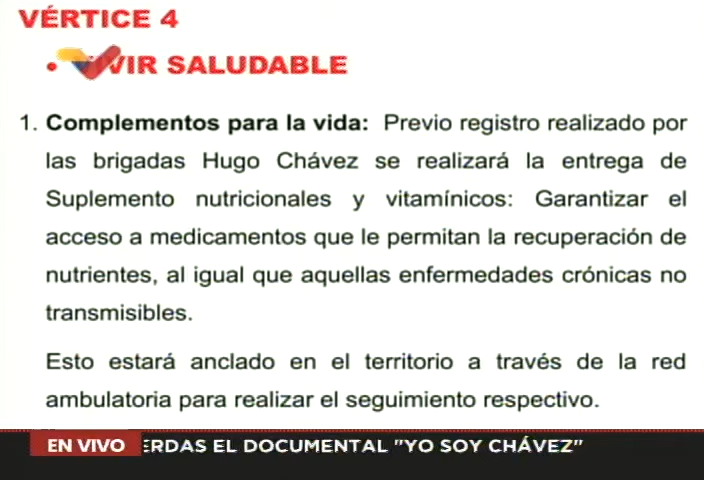 VÉRTICE 4
• VIVIR SALUDABLE
1. Complementos para la vida: Previo registro realizado por
las brigadas Hugo Chávez se realizará la entrega de
Suplemento nutricionales y vitamínicos: Garantizar el
acceso a medicamentos que le permitan la recuperación de
nutrientes, al igual que aquellas enfermedades crónicas no
transmisibles.
Esto estará anclado en el territorio a través de la red
ambulatoria para realizar el seguimiento respectivo.
EN VIVO ERDAS EL DOCUMENTAL "YO SOY CHÁVEZ"